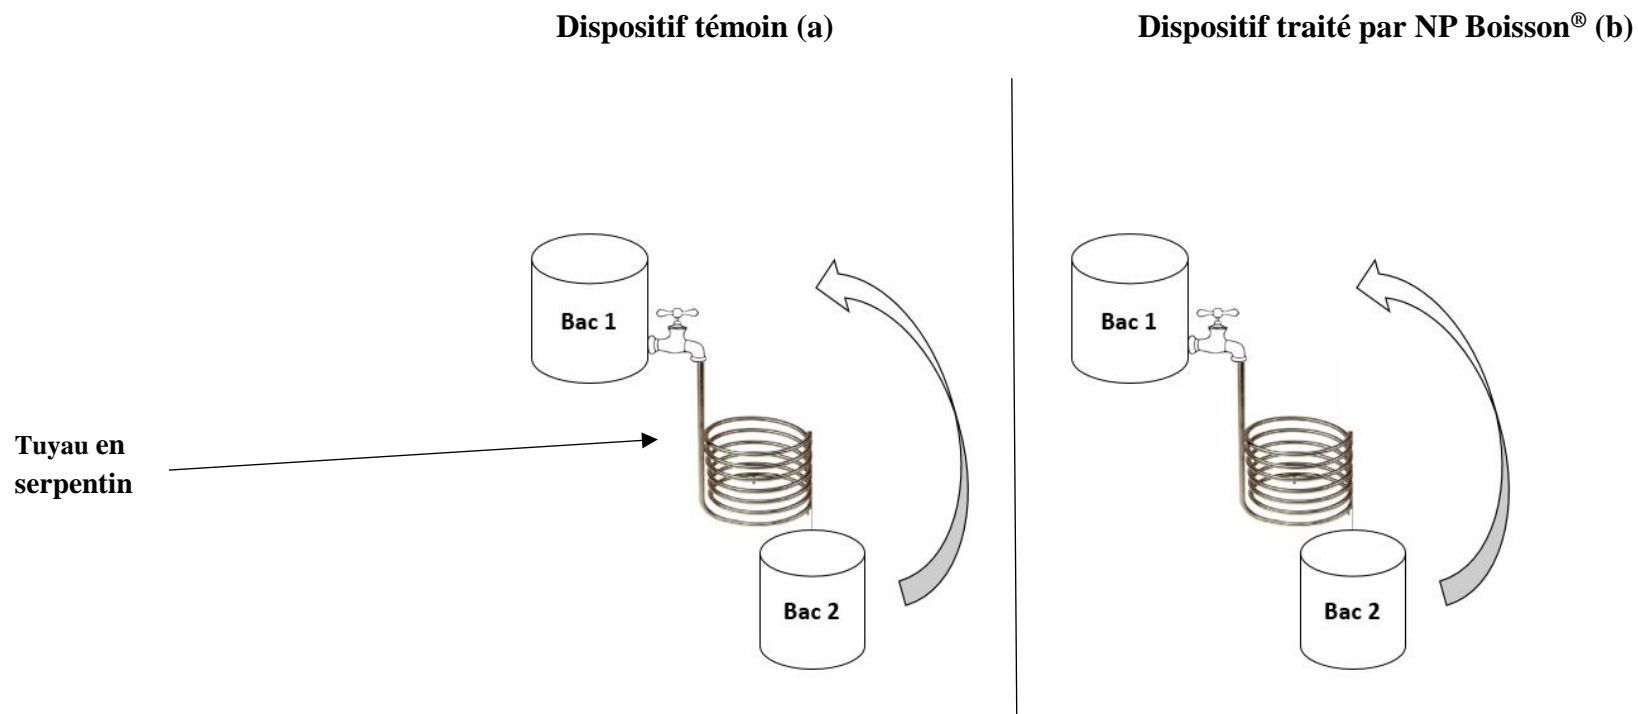 Dispositif témoin (a)
Dispositif traité par NP Boisson® (b)
Bac 1
Bac 1
Tuyau en
serpentin
Bac 2
Bac 2